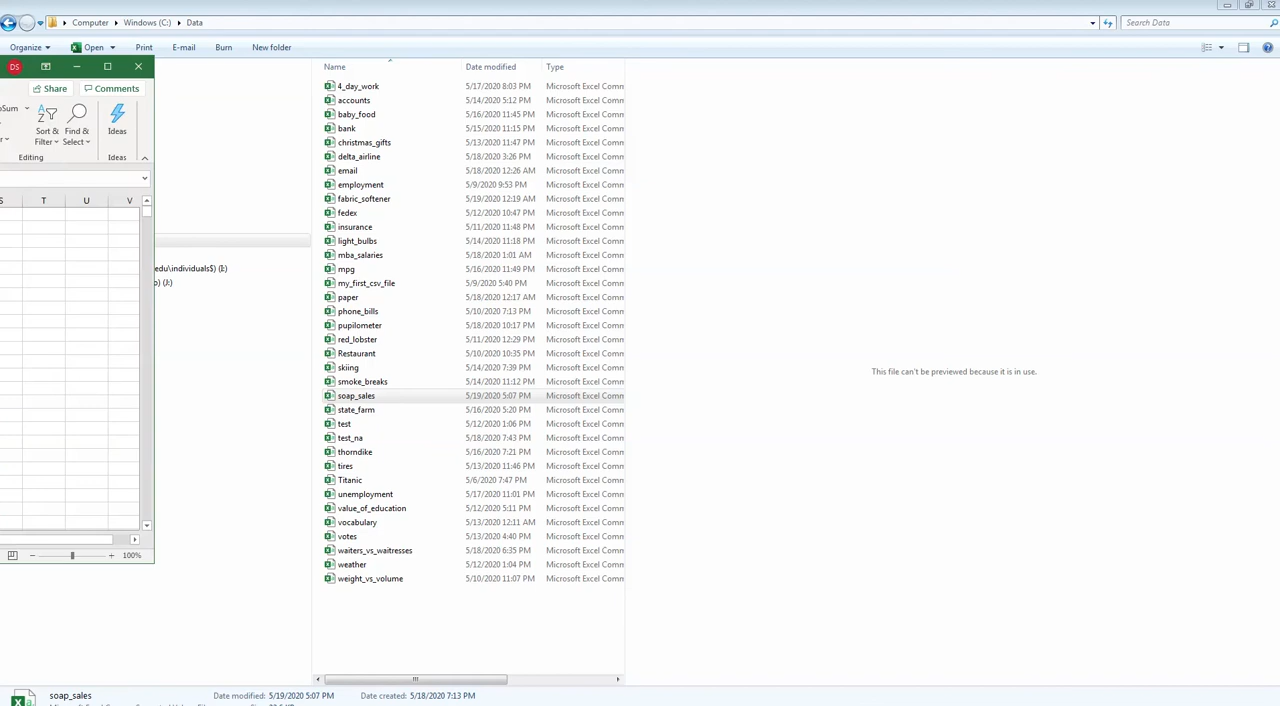 Computer ▸ Windows (C:) ▸ Data
Search Data
Organize Open Print E-mail Burn New folder
DS
Share Comments
Sort & Filter Find & Select Ideas
Editing Ideas
T U V
edu\individuals$) (I:)
100%
Name Date modified Type
4_day_work 5/17/2020 8:03 PM Microsoft Excel Comm
accounts 5/14/2020 5:12 PM Microsoft Excel Comm
baby_food 5/16/2020 11:45 PM Microsoft Excel Comm
bank 5/15/2020 11:15 PM Microsoft Excel Comm
christmas_gifts 5/13/2020 11:47 PM Microsoft Excel Comm
delta_airline 5/18/2020 3:26 PM Microsoft Excel Comm
email 5/18/2020 12:26 AM Microsoft Excel Comm
employment 5/9/2020 9:53 PM Microsoft Excel Comm
fabric_softener 5/19/2020 12:19 AM Microsoft Excel Comm
fedex 5/12/2020 10:47 PM Microsoft Excel Comm
insurance 5/11/2020 11:48 PM Microsoft Excel Comm
light_bulbs 5/14/2020 11:18 PM Microsoft Excel Comm
mba_salaries 5/18/2020 1:01 AM Microsoft Excel Comm
mpg 5/16/2020 11:49 PM Microsoft Excel Comm
my_first_csv_file 5/9/2020 5:40 PM Microsoft Excel Comm
paper 5/18/2020 12:17 AM Microsoft Excel Comm
phone_bills 5/10/2020 7:13 PM Microsoft Excel Comm
pupilometer 5/18/2020 10:17 PM Microsoft Excel Comm
red_lobster 5/11/2020 12:29 PM Microsoft Excel Comm
Restaurant 5/10/2020 10:35 PM Microsoft Excel Comm
skiing 5/14/2020 7:39 PM Microsoft Excel Comm
smoke_breaks 5/14/2020 11:12 PM Microsoft Excel Comm
soap_sales 5/19/2020 5:07 PM Microsoft Excel Comm
state_farm 5/16/2020 5:20 PM Microsoft Excel Comm
test 5/12/2020 1:06 PM Microsoft Excel Comm
test_na 5/18/2020 7:43 PM Microsoft Excel Comm
thorndike 5/16/2020 7:21 PM Microsoft Excel Comm
tires 5/13/2020 11:46 PM Microsoft Excel Comm
Titanic 5/6/2020 7:47 PM Microsoft Excel Comm
unemployment 5/17/2020 11:01 PM Microsoft Excel Comm
value_of_education 5/12/2020 5:11 PM Microsoft Excel Comm
vocabulary 5/13/2020 12:11 AM Microsoft Excel Comm
votes 5/13/2020 4:40 PM Microsoft Excel Comm
waiters_vs_waitresses 5/18/2020 6:35 PM Microsoft Excel Comm
weather 5/12/2020 1:04 PM Microsoft Excel Comm
weight_vs_volume 5/10/2020 11:07 PM Microsoft Excel Comm
This file can't be previewed because it is in use.
soap_sales Date modified: 5/19/2020 5:07 PM Date created: 5/18/2020 7:13 PM